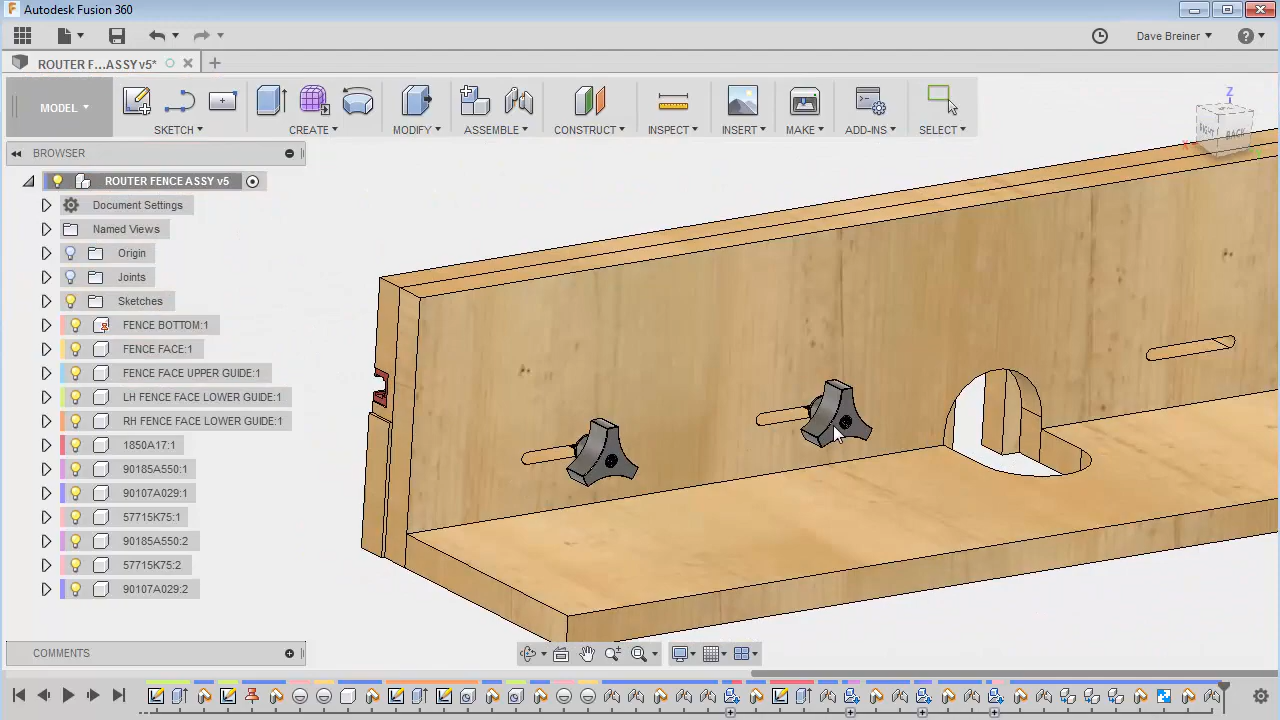 Autodesk Fusion 360
Dave Breiner
ROUTER F...ASSY v5*
MODEL
SKETCH
CREATE
MODIFY
ASSEMBLE
CONSTRUCT
INSPECT
INSERT
MAKE
ADD-INS
SELECT
Z
RIGHT
BACK
BROWSER
ROUTER FENCE ASSY v5
Document Settings
Named Views
Origin
Joints
Sketches
FENCE BOTTOM:1
FENCE FACE:1
FENCE FACE UPPER GUIDE:1
LH FENCE FACE LOWER GUIDE:1
RH FENCE FACE LOWER GUIDE:1
1850A17:1
90185A550:1
90107A029:1
57715K75:1
90185A550:2
57715K75:2
90107A029:2
COMMENTS